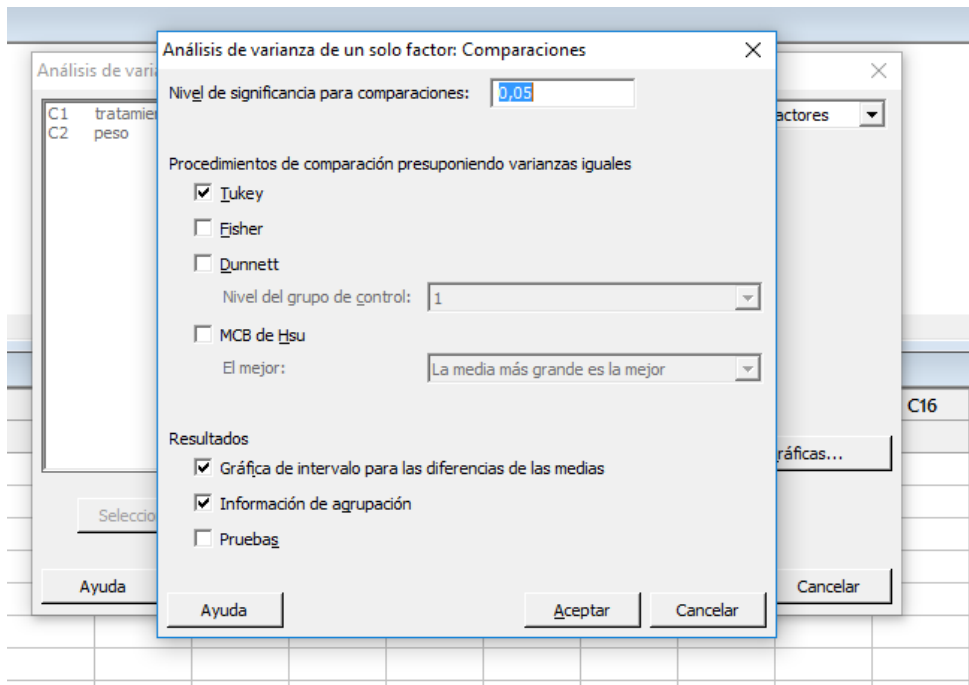 Análisis de varianza de un solo factor: Comparaciones
Análisis de
C1
C2 peso
Nivel de significancia para comparaciones: 0,05
actores
Procedimientos de comparación presuponiendo varianzas iguales
Tukey
Fisher
Dunnett
Nivel del grupo de control: 1
MCB de Hsu
El mejor: La media más grande es la mejor
C16
Resultados
ráficas...
Gráfica de intervalo para las diferencias de las medias
Información de agrupación
Pruebas
Seleccio
Ayuda
Cancelar
Ayuda Aceptar Cancelar